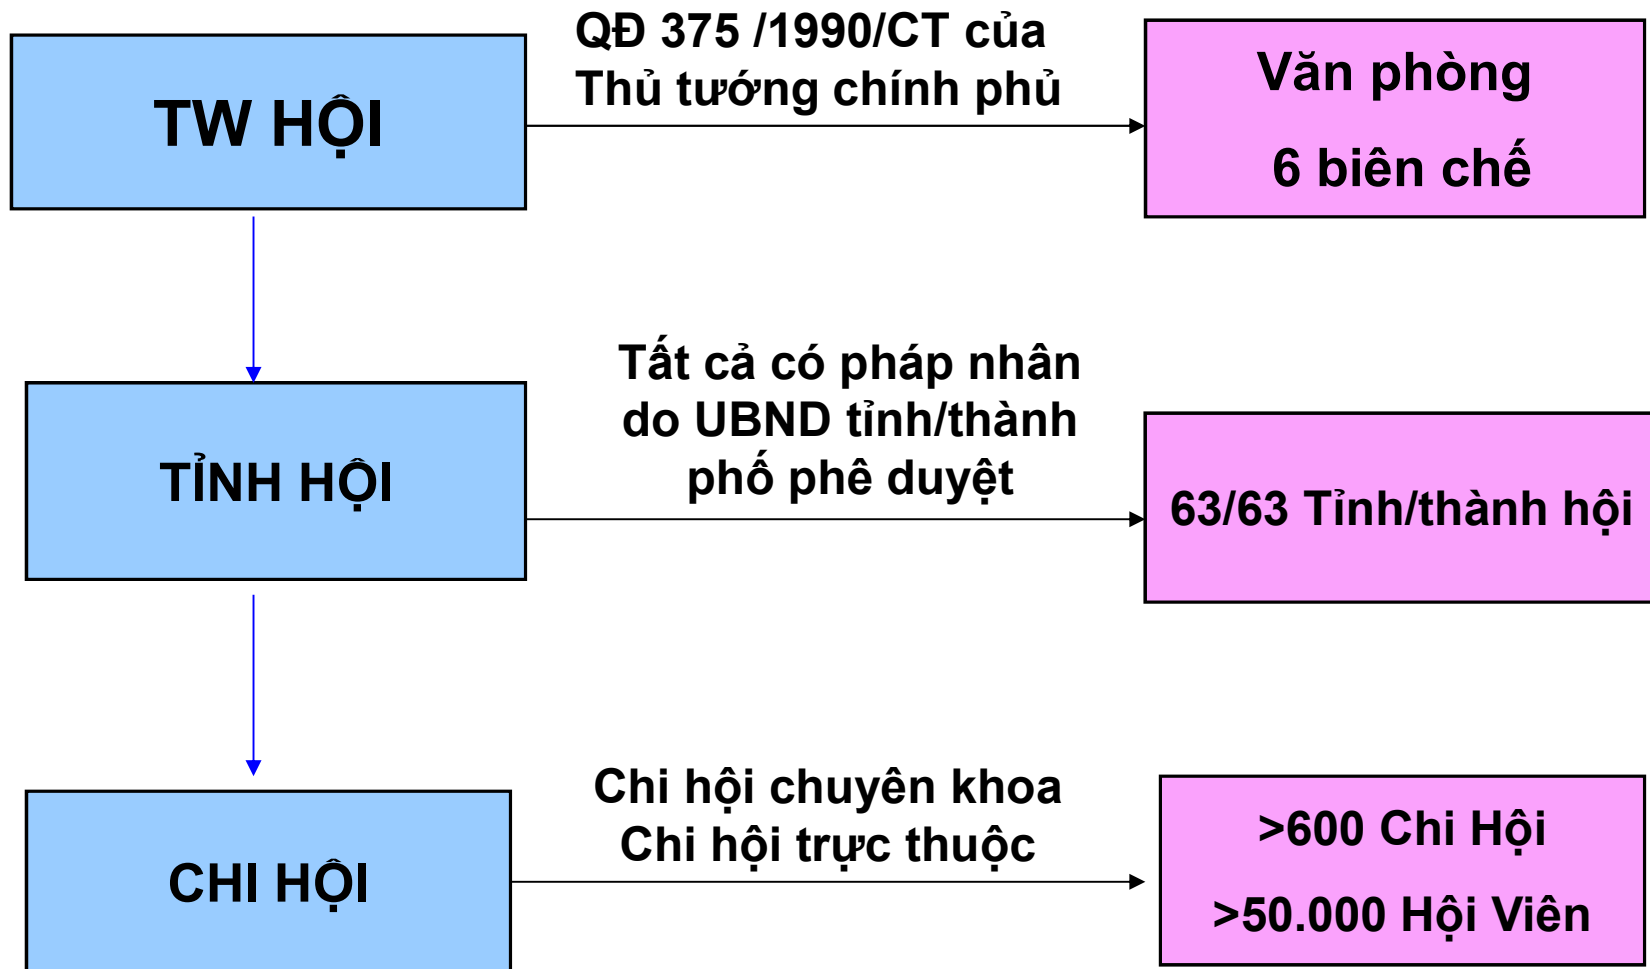 TW HỘI
QĐ 375 /1990/CT của
Thủ tướng chính phủ
Văn phòng
6 biên chế
TỈNH HỘI
Tất cả có pháp nhân
do UBND tỉnh/thành
phố phê duyệt
63/63 Tỉnh/thành hội
CHI HỘI
Chi hội chuyên khoa
Chi hội trực thuộc
>600 Chi Hội
>50.000 Hội Viên